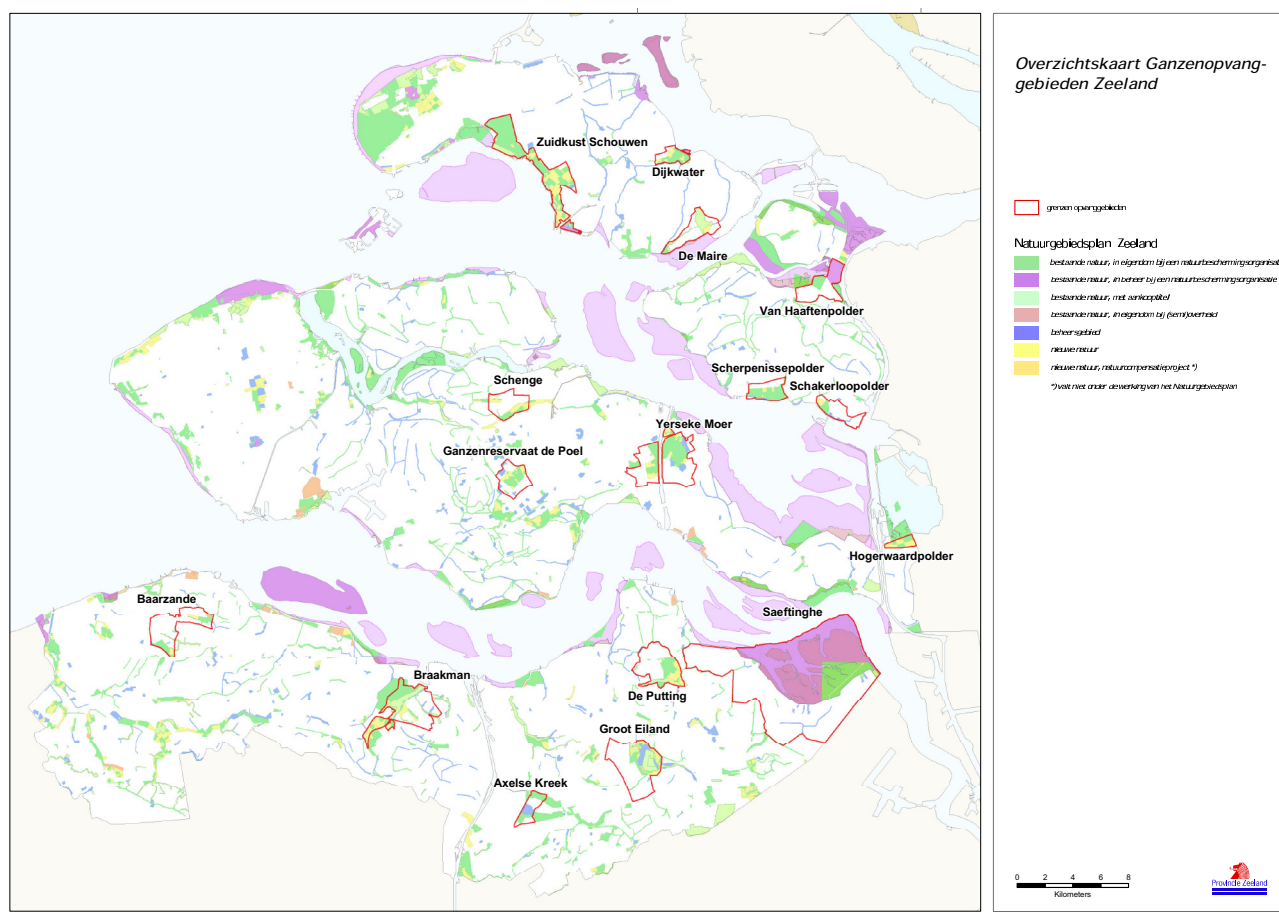 Overzichtskaart Ganzenopvang-
gebieden Zeeland
grenzen opvanggebieden
Natuurgebiedsplan Zeeland
bestaande natuur, in eigendom bij een natuurbeschermingsorganisat
bestaande natuur, in beheer bij een natuurbeschermingsorganisatie
bestaande natuur, met aankooptitel
bestaande natuur, in eigendom bij (semi)overheid
beheersgebied
nieuwe natuur
nieuwe natuur, natuurcompensatieproject *)
*) valt niet onder de werking van het Natuurgebiedsplan
Zuidkust Schouwen
Dijkwater
De Maire
Van Haaftenpolder
Scherpenissepolder
Schakerloopolder
Schenge
Yerseke Moer
Ganzenreservaat de Poel
Hogerwaardpolder
Baarzande
Saeftinghe
Braakman
De Putting
Groot Eiland
Axelse Kreek
0 2 4 6 8
Kilometers
Provincie Zeeland